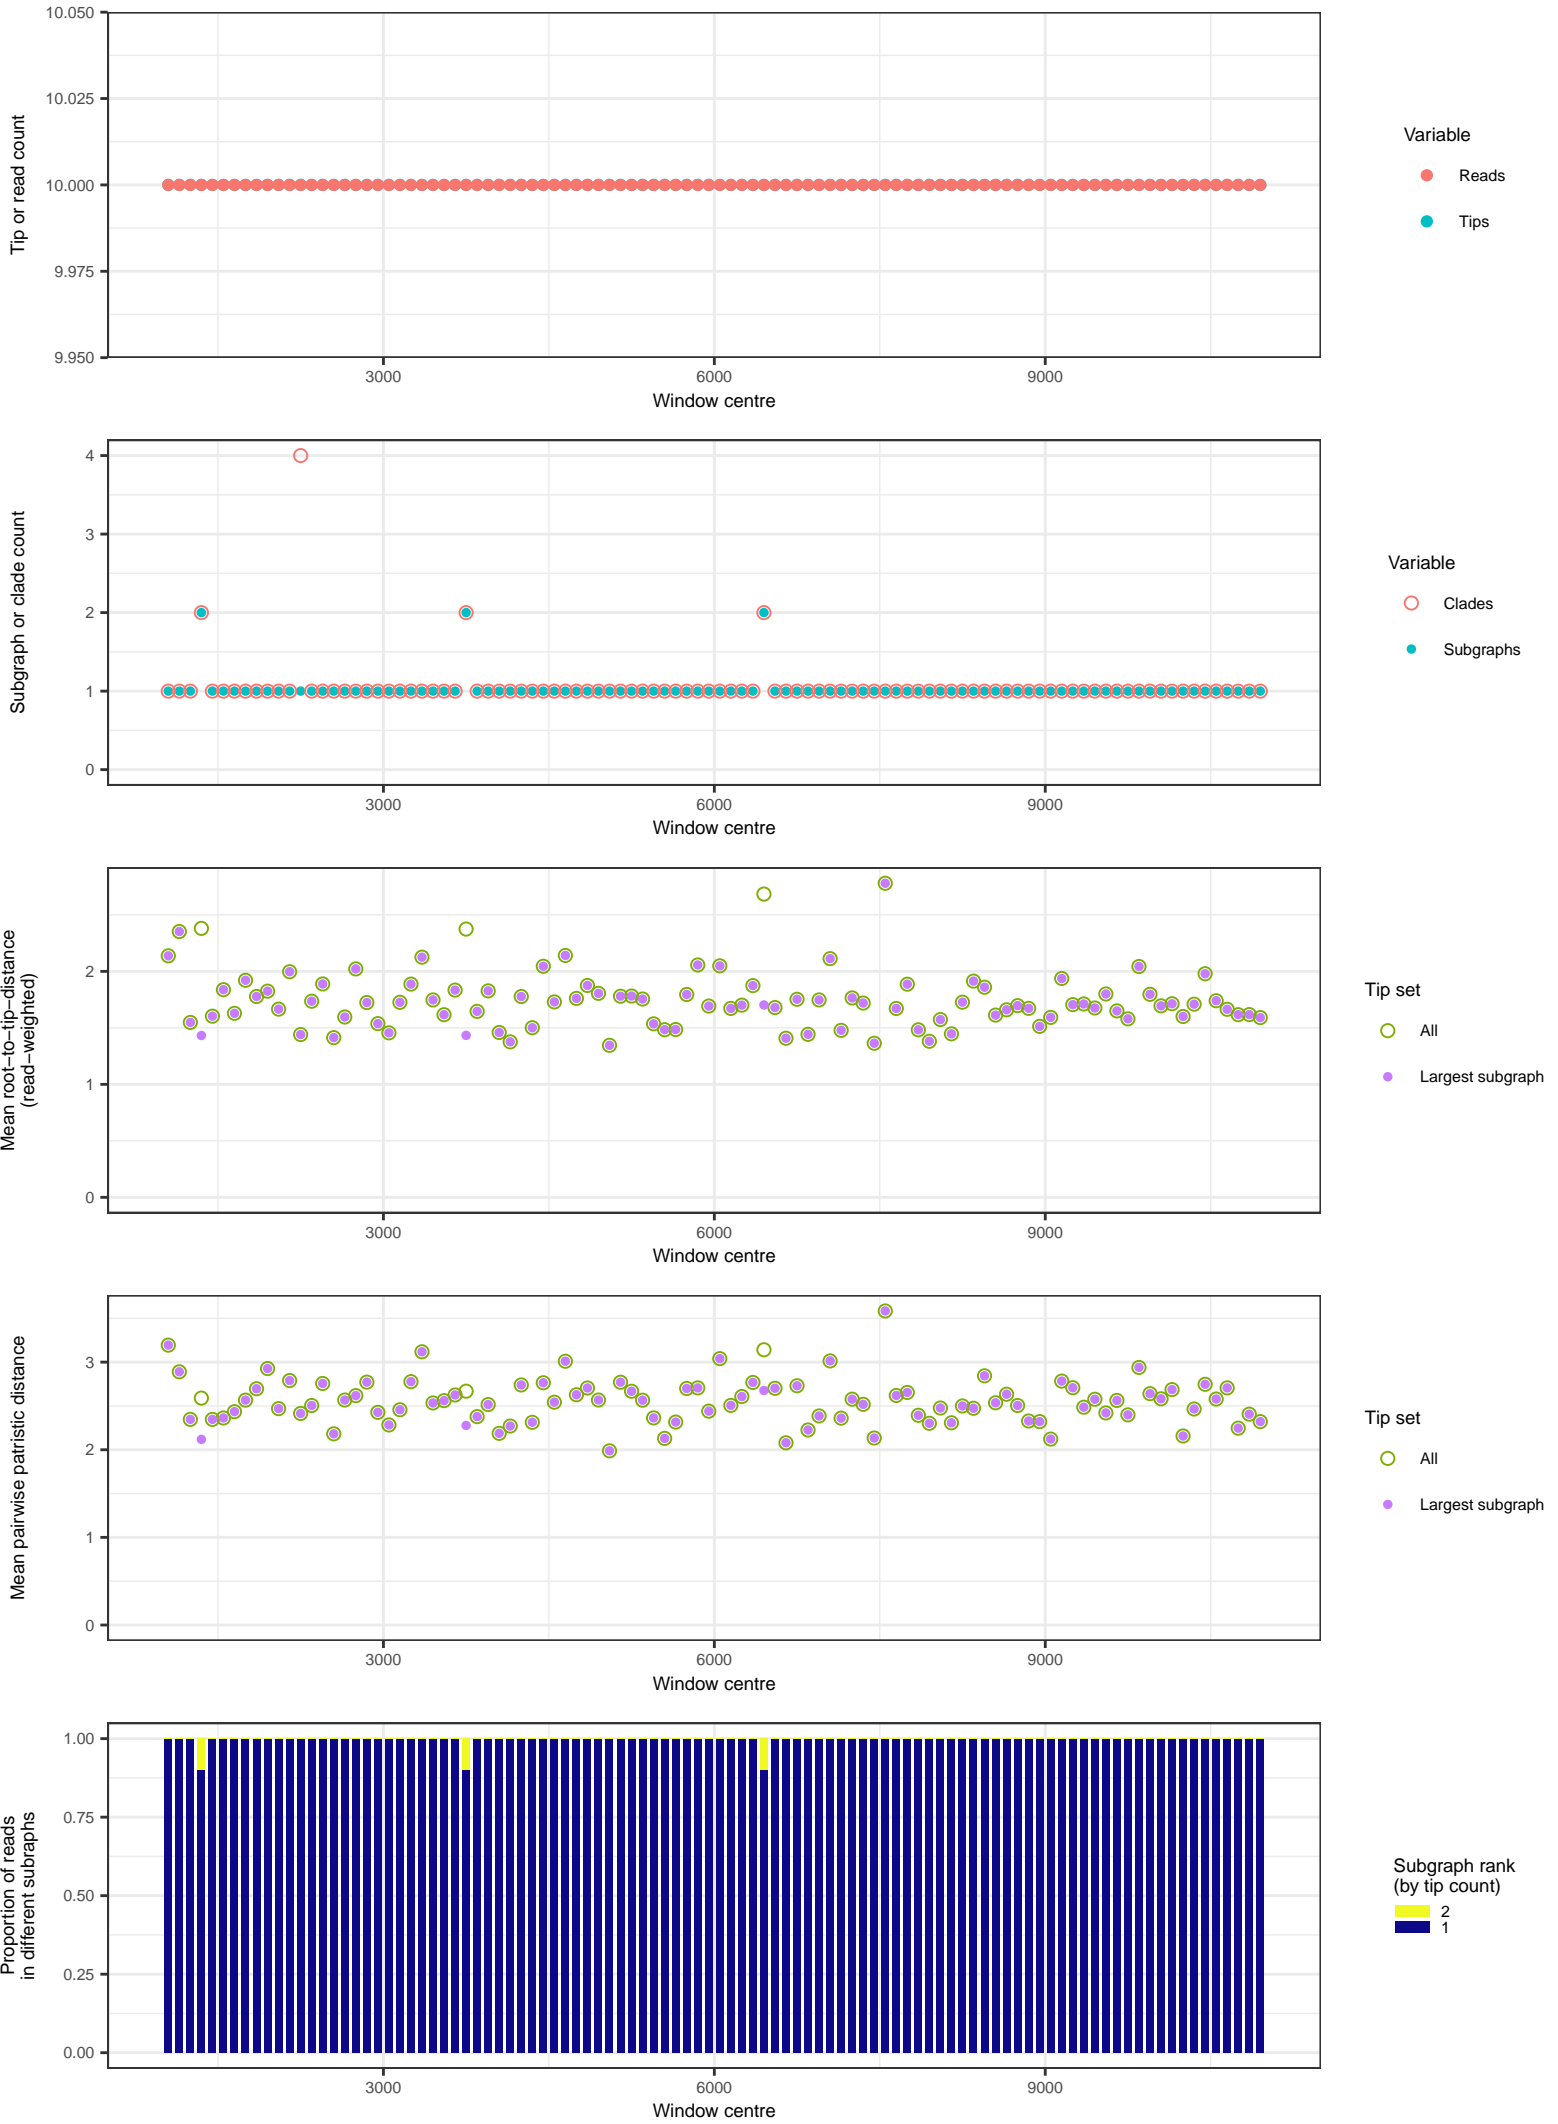 10.050
10.025
10.000
9.975
9.950
Tip or read count
3000 6000 9000
Window centre
Variable
Reads
Tips
4
3
2
1
0
Subgraph or clade count
3000 6000 9000
Window centre
Variable
Clades
Subgraphs
2
1
0
Mean root−to−tip−distance
(read−weighted)
3000 6000 9000
Window centre
Tip set
All
Largest subgraph
3
2
1
0
Mean pairwise patristic distance
3000 6000 9000
Window centre
Tip set
All
Largest subgraph
1.00
0.75
0.50
0.25
0.00
Proportion of reads
in different subraphs
3000 6000 9000
Window centre
Subgraph rank
(by tip count)
2
1